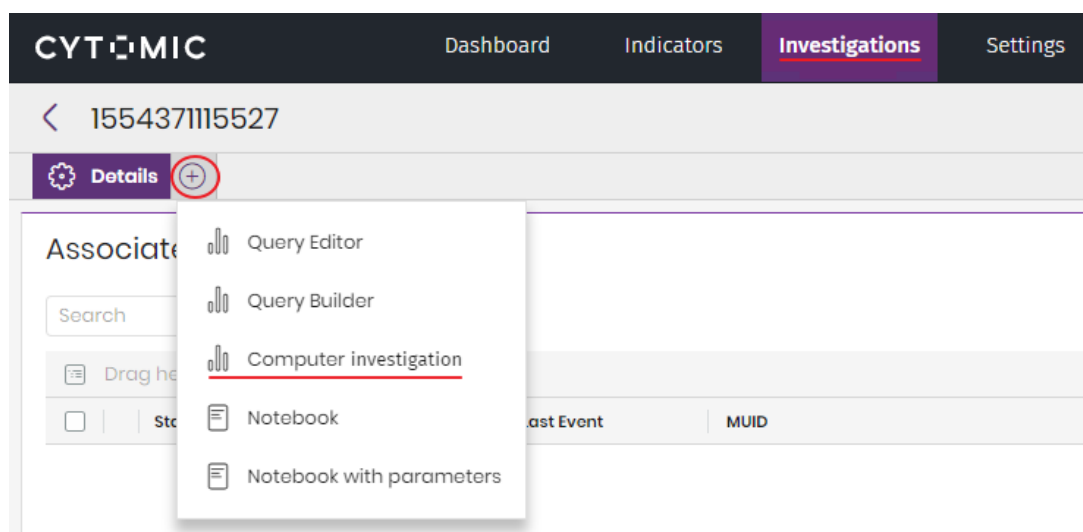 CYTOMIC Dashboard Indicators Investigations Settings
1554371115527
Details
Associate
Query Editor
Search
Query Builder
Computer investigation
Drag he
Notebook
Sta
Last Event MUID
Notebook with parameters